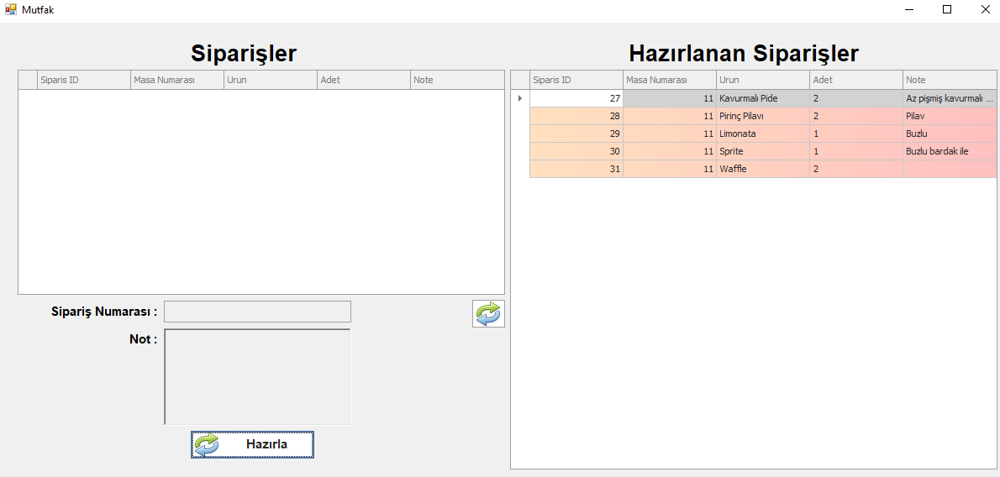 Mutfak
Siparişler
Siparis ID Masa Numarası Urun Adet Note
Sipariş Numarası :
Not :
Hazırla
Hazırlanan Siparişler
Siparis ID Masa Numarası Urun Adet Note
27 11 Kavurmalı Pide 2 Az pişmiş kavurmalı ...
28 11 Pirinç Pilavı 2 Pilav
29 11 Limonata 1 Buzlu
30 11 Sprite 1 Buzlu bardak ile
31 11 Waffle 2